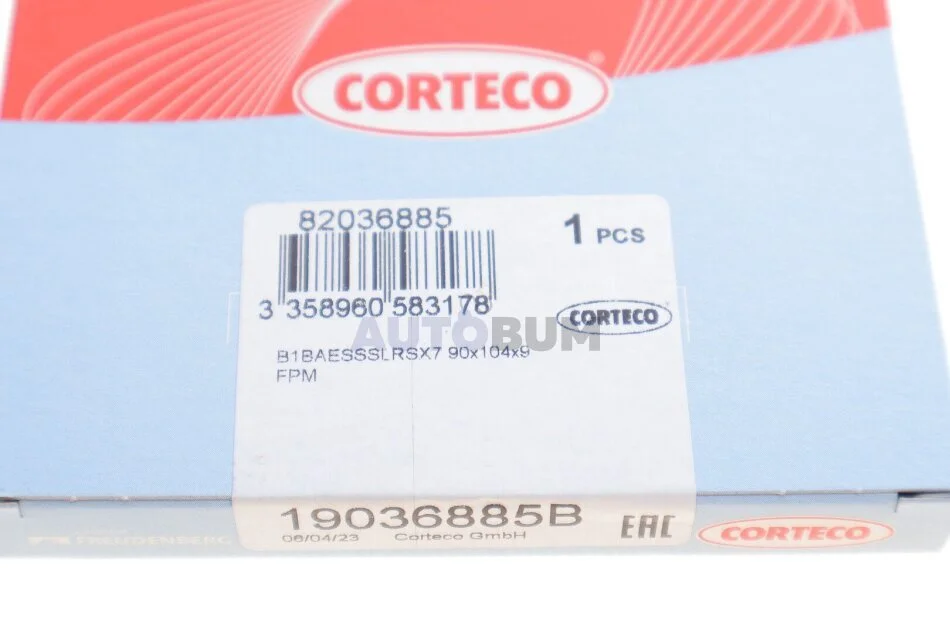 CORTECO
82036885
1 PCS
3 358960 583178
CORTECO
AUTOBUM
B1BAESSSLRSX7 90x104x9
FPM
19036885B
06/04/23 Corteco GmbH
EAC
CORTECO
FREUDENBERG